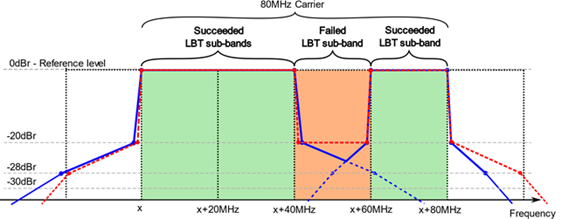 80MHz Carrier
Succeeded
LBT sub-bands
Failed
LBT sub-band
Succeeded
LBT sub-band
0dBr - Reference level
-20dBr
-28dBr
-30dBr
x
x+20MHz
x+40MHz
x+60MHz
x+80MHz
Frequency